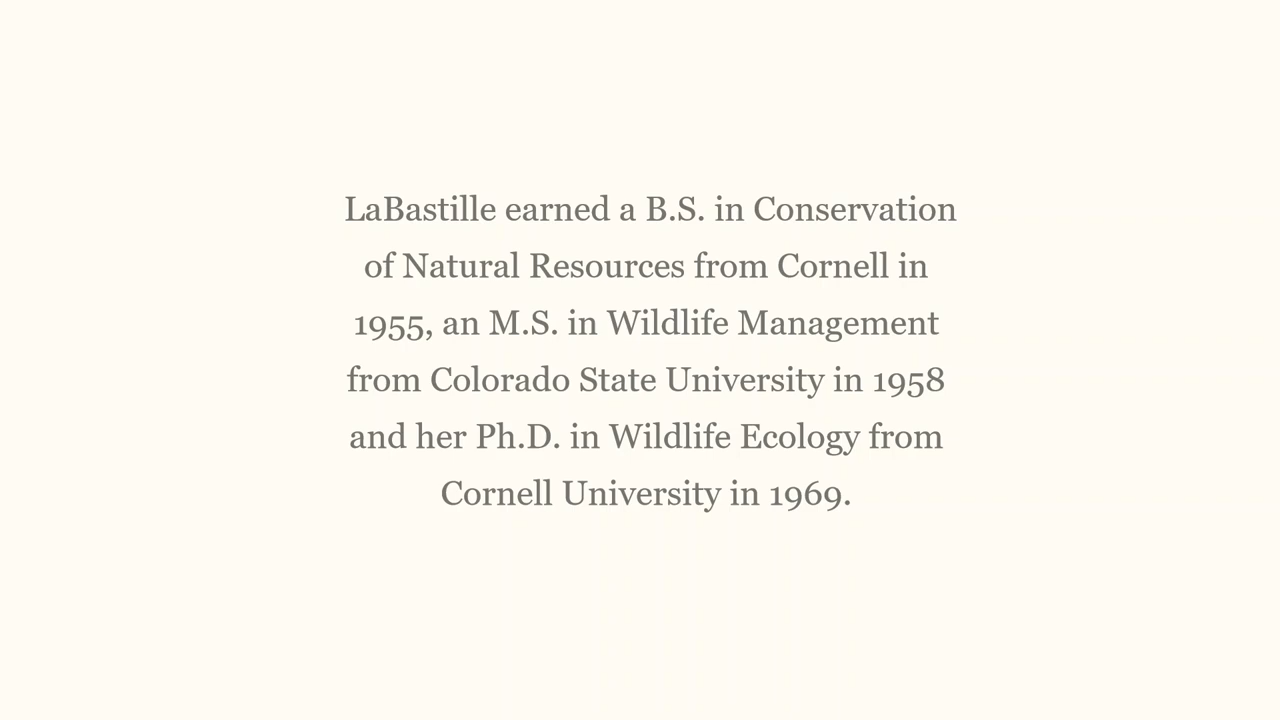 LaBastille earned a B.S. in Conservation
of Natural Resources from Cornell in
1955, an M.S. in Wildlife Management
from Colorado State University in 1958
and her Ph.D. in Wildlife Ecology from
Cornell University in 1969.